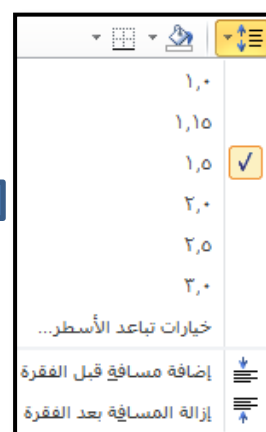 ١,٠
١,١٥
١,٥
٢,٠
٢,٥
٣,٠
خيارات تباعد الأسطر...
إضافة مسافة قبل الفقرة
إزالة المسافة بعد الفقرة